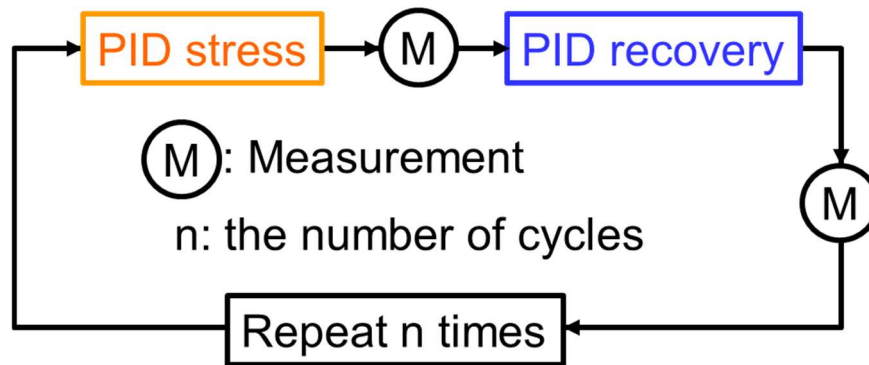 PID stress
M
PID recovery
M : Measurement
M
n: the number of cycles
Repeat n times